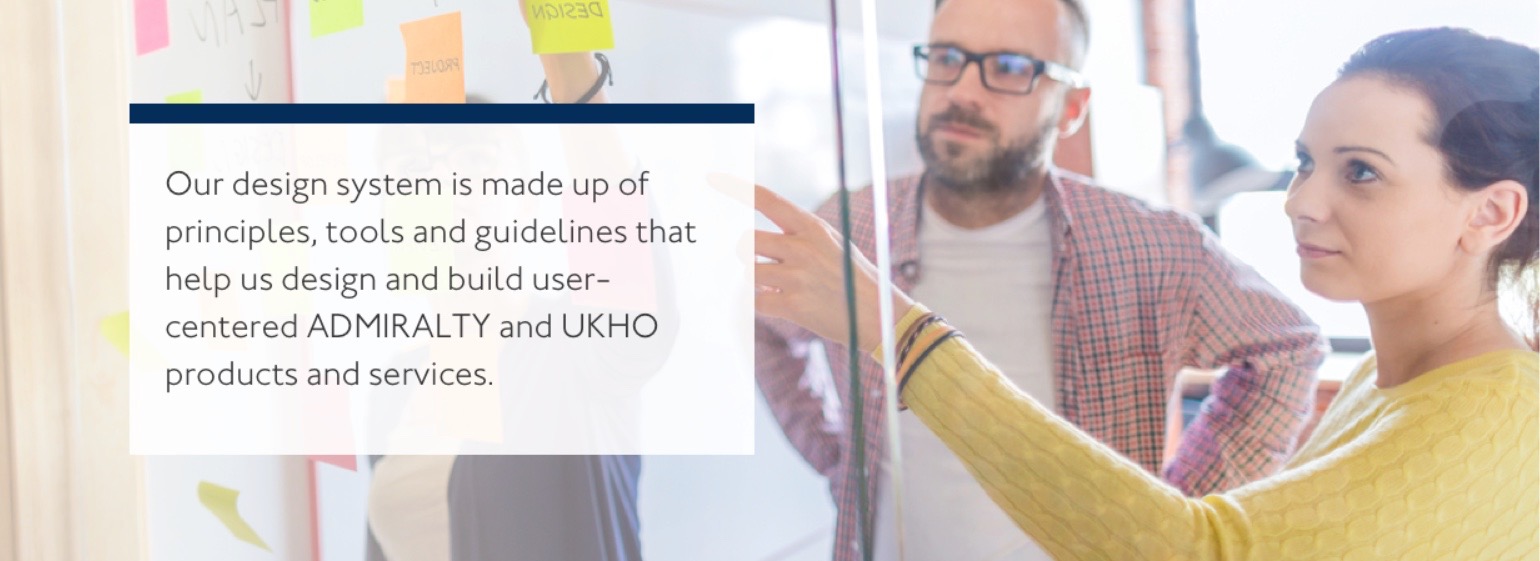 PLAN
DESIGN
PROJECT
Our design system is made up of
principles, tools and guidelines that
help us design and build user-
centered ADMIRALTY and UKHO
products and services.